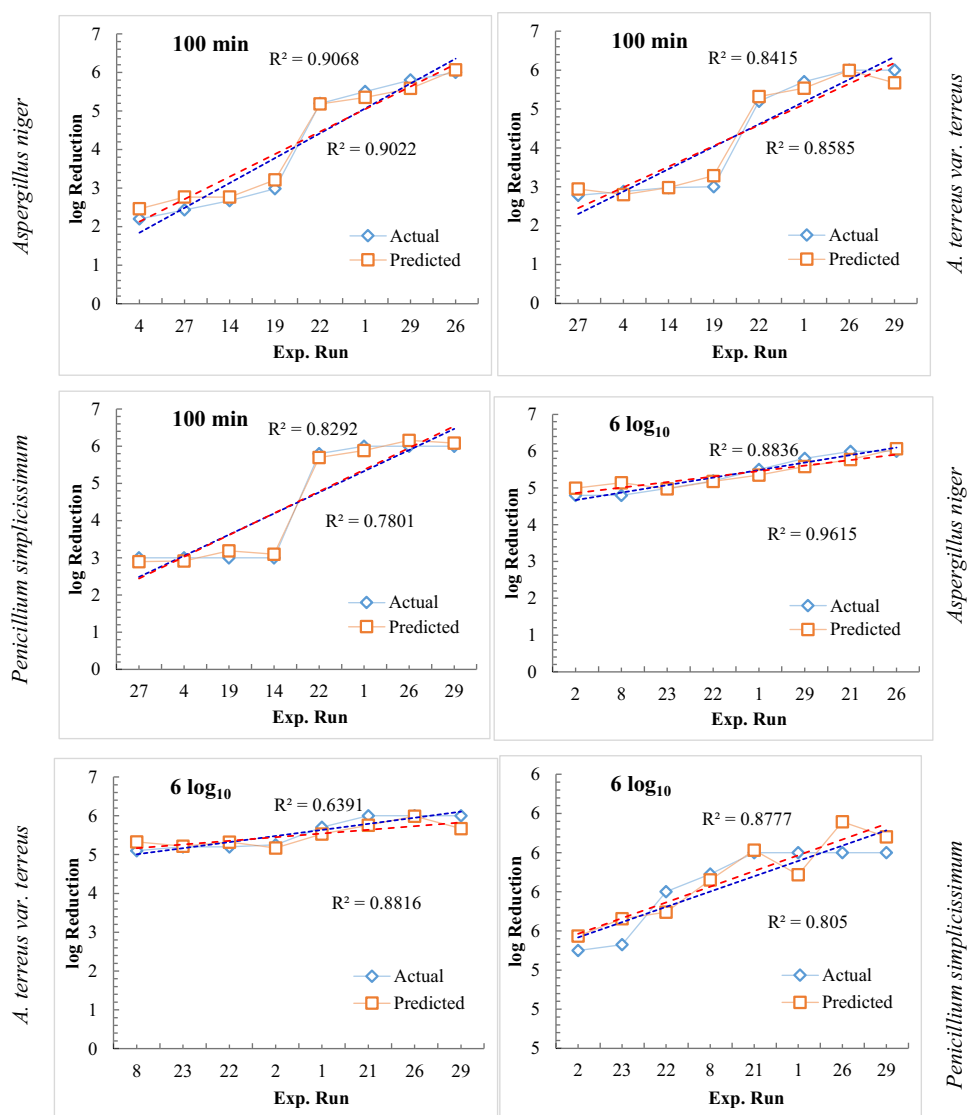 Aspergillus niger
100 min
R² = 0.9068
R² = 0.9022
log Reduction
7
6
5
4
3
2
1
0
Actual
Predicted
4 27 14 19 22 1 29 26
Exp. Run
100 min
R² = 0.8415
R² = 0.8585
log Reduction
7
6
5
4
3
2
1
0
Actual
Predicted
27 4 14 19 22 1 26 29
Exp. Run
A. terreus var. terreus
Penicillium simplicissimum
100 min
R² = 0.8292
R² = 0.7801
log Reduction
7
6
5
4
3
2
1
0
Actual
Predicted
27 4 19 14 22 1 26 29
Exp. Run
6 log₁₀
R² = 0.8836
R² = 0.9615
log Reduction
7
6
5
4
3
2
1
0
Actual
Predicted
2 8 23 22 1 29 21 26
Exp. Run
Aspergillus niger
A. terreus var. terreus
6 log₁₀
R² = 0.6391
R² = 0.8816
log Reduction
7
6
5
4
3
2
1
0
Actual
Predicted
8 23 22 2 1 21 26 29
Exp. Run
6 log₁₀
R² = 0.8777
R² = 0.805
log Reduction
6
6
6
6
6
5
5
5
Actual
Predicted
2 23 22 8 21 1 26 29
Exp. Run
Penicillium simplicissimum